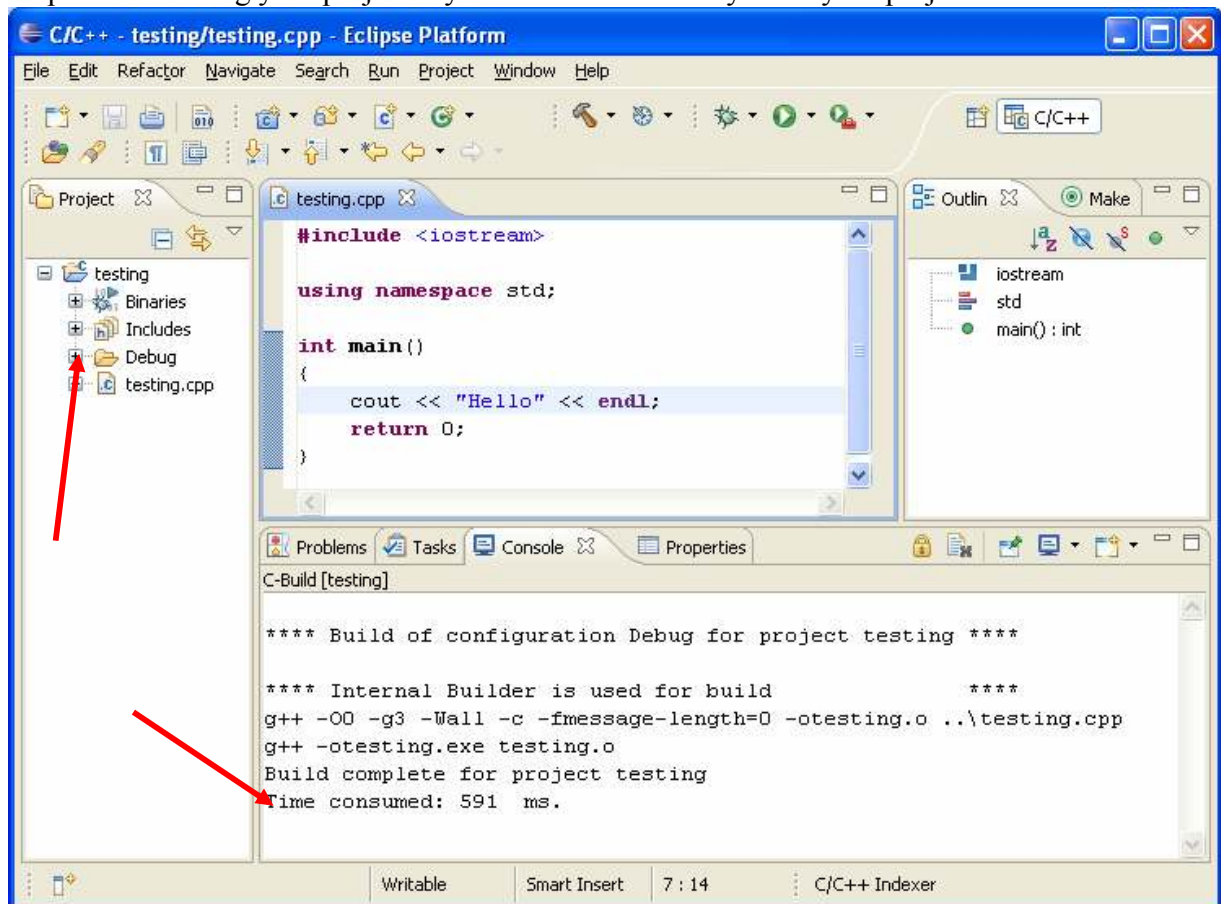 C/C++ - testing/testing.cpp - Eclipse Platform
File Edit Refactor Navigate Search Run Project Window Help
010
C/C++
Project
testing
Binaries
Includes
Debug
testing.cpp
testing.cpp
#include <iostream>
using namespace std;
int main()
{
cout << "Hello" << endl;
return 0;
}
Outlin
Make
iostream
std
main() : int
Problems Tasks Console Properties
C-Build [testing]
**** Build of configuration Debug for project testing ****
**** Internal Builder is used for build ****
g++ -O0 -g3 -Wall -c -fmessage-length=0 -otesting.o ..\testing.cpp
g++ -otesting.exe testing.o
Build complete for project testing
Time consumed: 591 ms.
Writable Smart Insert 7 : 14 C/C++ Indexer